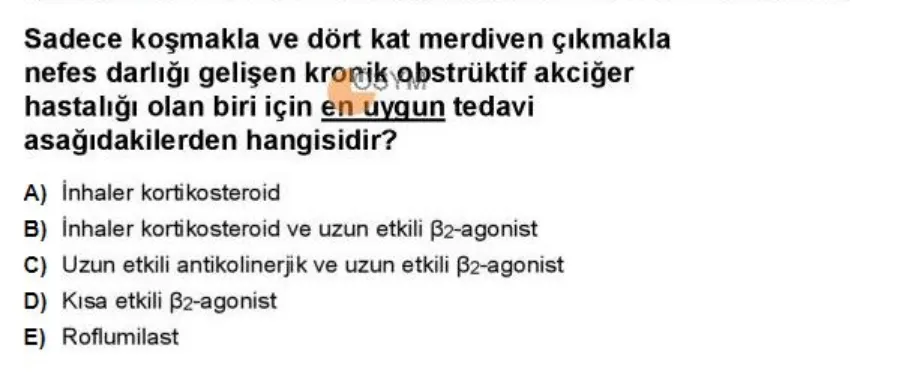 Sadece koşmakla ve dört kat merdiven çıkmakla
nefes darlığı gelişen kronik obstrüktif akciğer
hastalığı olan biri için en uygun tedavi
asağıdakilerden hangisidir?
A) İnhaler kortikosteroid
B) İnhaler kortikosteroid ve uzun etkili β2-agonist
C) Uzun etkili antikolinerjik ve uzun etkili β2-agonist
D) Kısa etkili β2-agonist
E) Roflumilast
ÖSYM